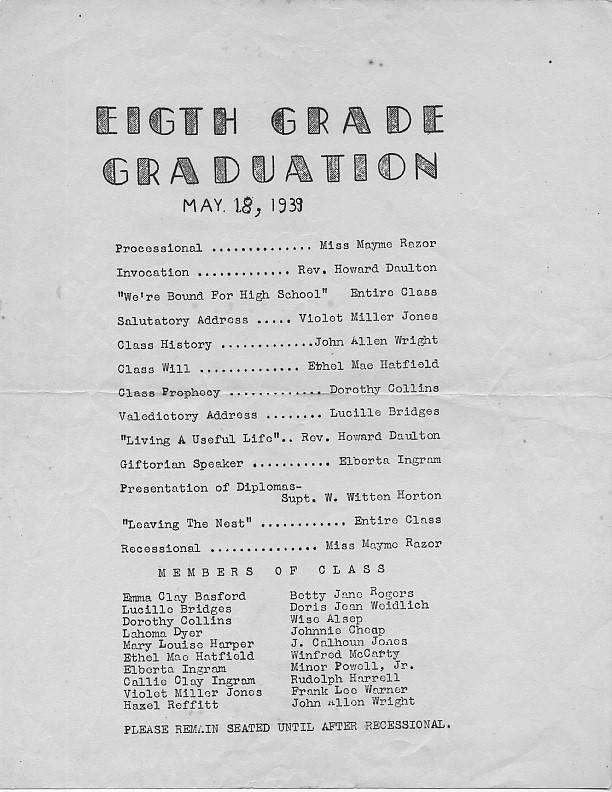 EIGTH GRADE
GRADUATION
MAY. 18, 1939
Processional .............. Miss Mayme Razor
Invocation ............. Rev. Howard Daulton
"We're Bound For High School" Entire Class
Salutatory Address ..... Violet Miller Jones
Class History .............John Allen Wright
Class Will .............. Ethel Mae Hatfield
Class Prophecy ............. Dorothy Collins
Valedictory Address ........ Lucille Bridges
"Living A Useful Life".. Rev. Howard Daulton
Giftorian Speaker ........... Elberta Ingram
Presentation of Diplomas-
Supt. W. Witten Horton
"Leaving The Nest" ............ Entire Class
Recessional ............... Miss Mayme Razor
MEMBERS OF CLASS
Emma Clay Basford
Lucille Bridges
Dorothy Collins
Lahoma Dyer
Mary Louise Harper
Ethel Mae Hatfield
Elberta Ingram
Callie Clay Ingram
Violet Miller Jones
Hazel Reffitt
Betty Jane Rogers
Doris Jean Weidlich
Wise Alsep
Johnnie Cheap
J. Calhoun Jones
Winfred McCarty
Minor Powell, Jr.
Rudolph Harrell
Frank Lee Warner
John Allen Wright
PLEASE REMAIN SEATED UNTIL AFTER RECESSIONAL.